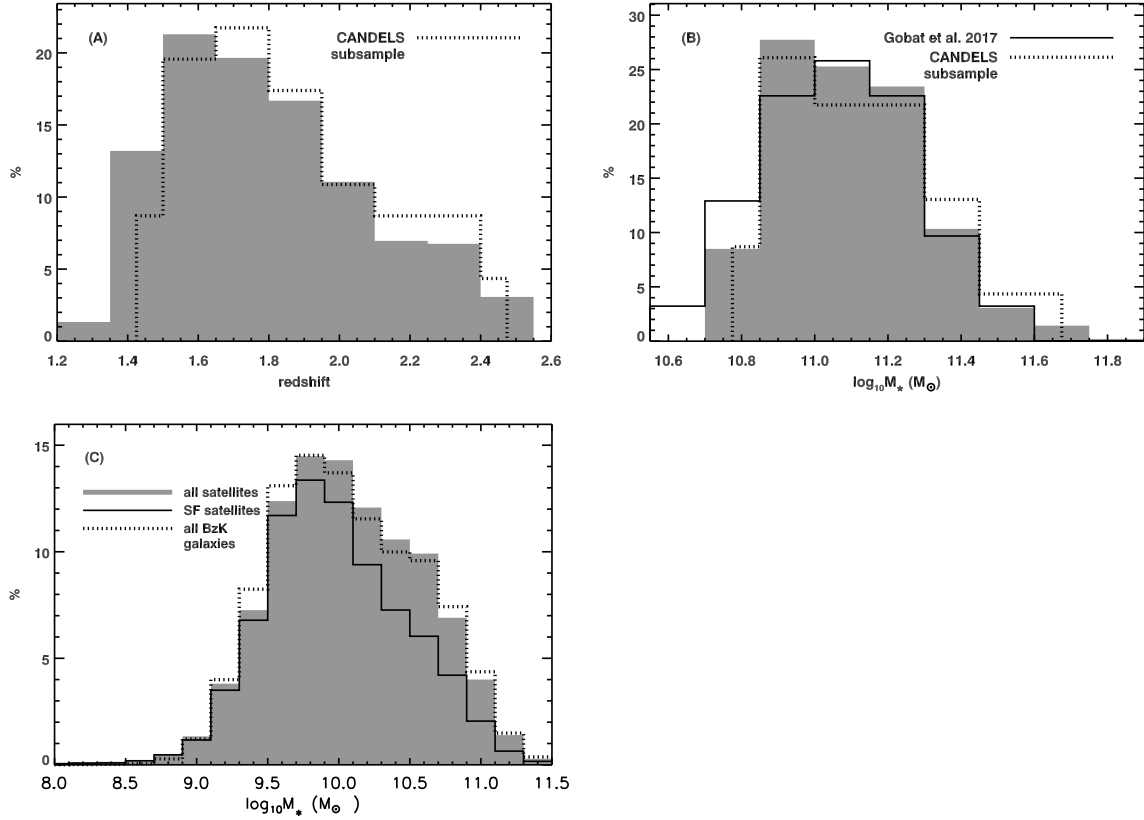 (A)
CANDELS
subsample
20
15
10
5
0
%
1.2 1.4 1.6 1.8 2.0 2.2 2.4 2.6
redshift
(B)
Gobat et al. 2017
CANDELS
subsample
30
25
20
15
10
5
0
%
10.6 10.8 11.0 11.2 11.4 11.6 11.8
log10M* (M⊙)
(C)
all satellites
SF satellites
all BzK
galaxies
15
10
5
0
%
8.0 8.5 9.0 9.5 10.0 10.5 11.0 11.5
log10M* (M⊙ )